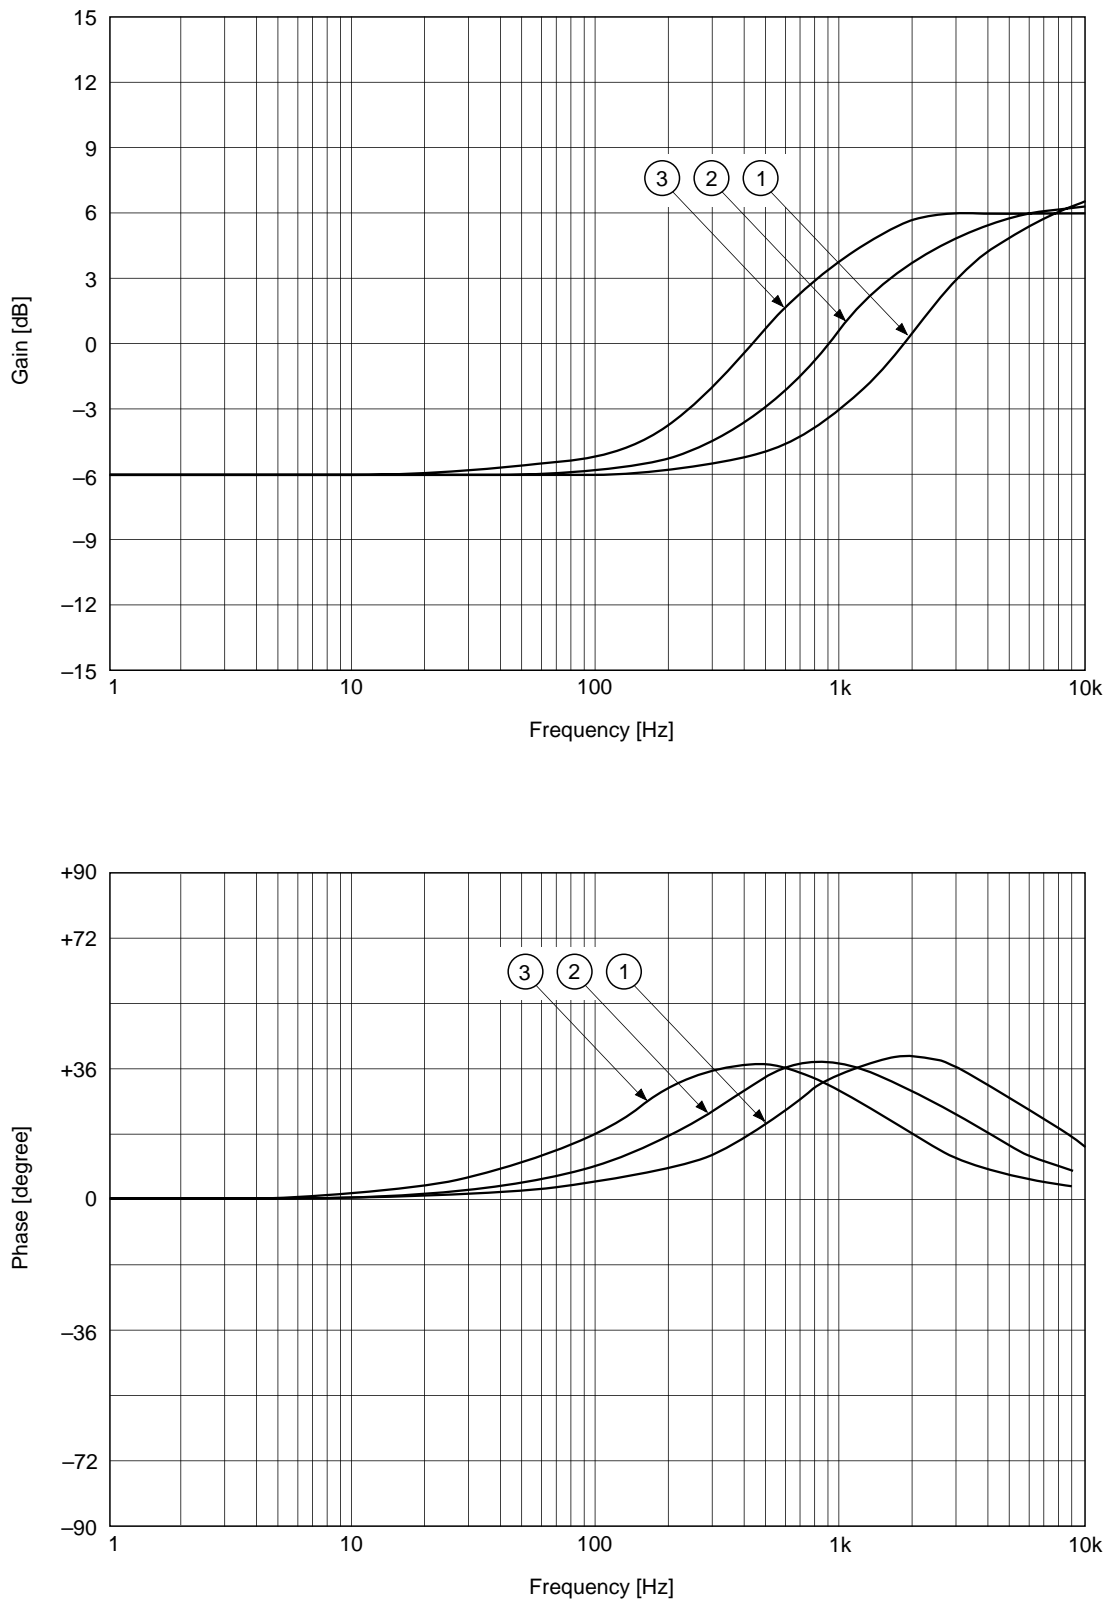 15
12
9
6
3
0
–3
–6
–9
–12
–15
Gain [dB]
3 2 1
1 10 100 1k 10k
Frequency [Hz]
+90
+72
+36
0
–36
–72
–90
Phase [degree]
3 2 1
1 10 100 1k 10k
Frequency [Hz]